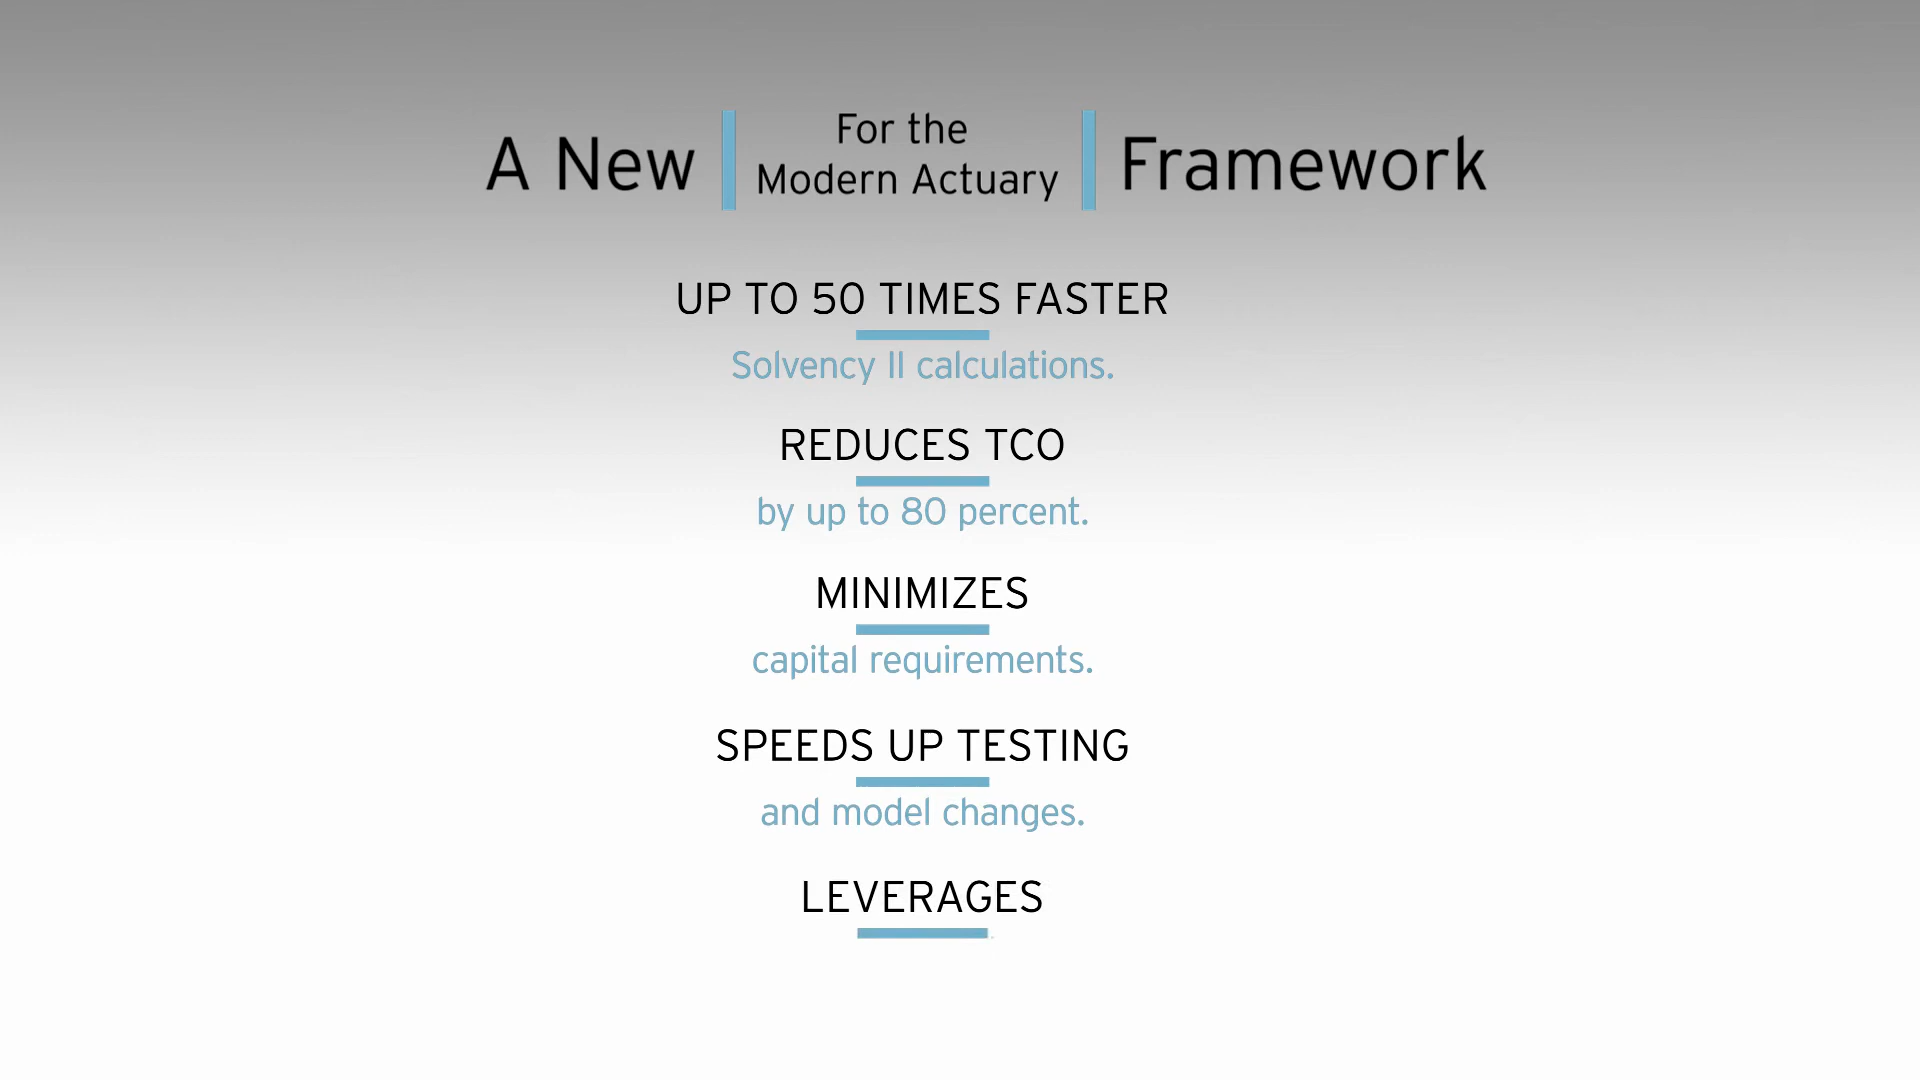 A New
For the
Modern Actuary
Framework
UP TO 50 TIMES FASTER
Solvency II calculations.
REDUCES TCO
by up to 80 percent.
MINIMIZES
capital requirements.
SPEEDS UP TESTING
and model changes.
LEVERAGES